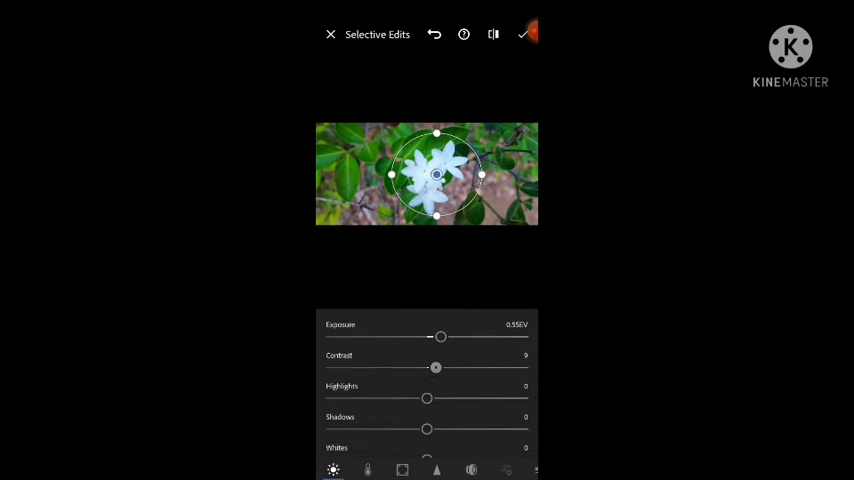 Selective Edits
K
KINEMASTER
Exposure 0.55EV
Contrast 9
Highlights 0
Shadows 0
Whites 0